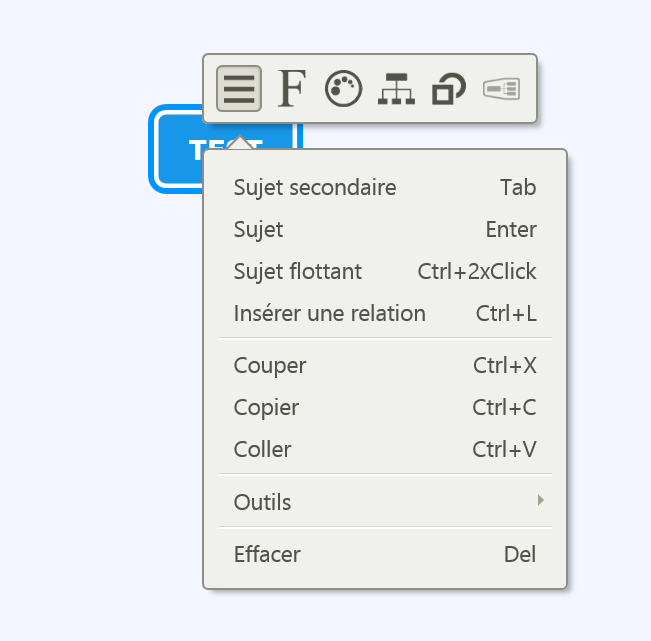 F
Sujet secondaire Tab
Sujet Enter
Sujet flottant Ctrl+2xClick
Insérer une relation Ctrl+L
Couper Ctrl+X
Copier Ctrl+C
Coller Ctrl+V
Outils
Effacer Del